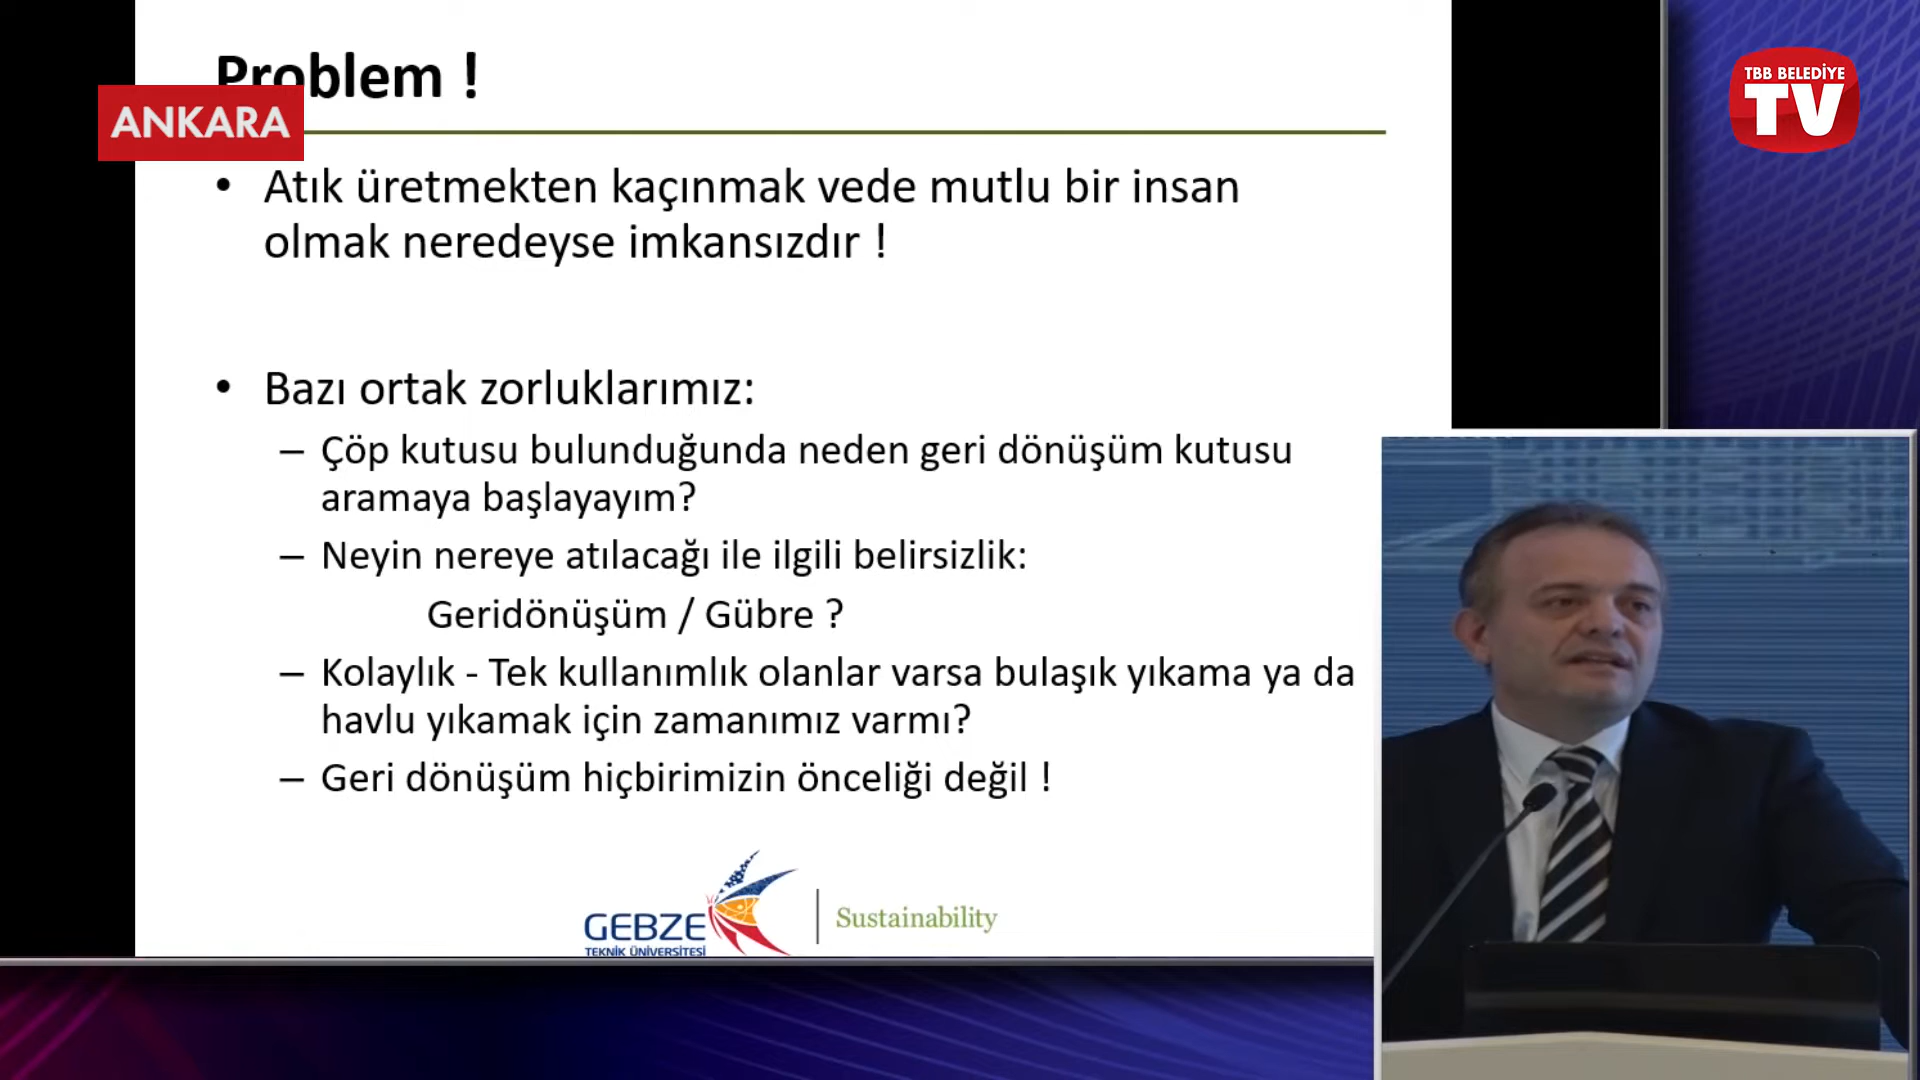 Problem !
ANKARA
TBB BELEDİYE
TV
• Atık üretmekten kaçınmak vede mutlu bir insan
olmak neredeyse imkansızdır !
• Bazı ortak zorluklarımız:
– Çöp kutusu bulunduğunda neden geri dönüşüm kutusu
aramaya başlayayım?
– Neyin nereye atılacağı ile ilgili belirsizlik:
Geridönüşüm / Gübre ?
– Kolaylık - Tek kullanımlık olanlar varsa bulaşık yıkama ya da
havlu yıkamak için zamanımız varmı?
– Geri dönüşüm hiçbirimizin önceliği değil !
GEBZE
TEKNİK ÜNİVERSİTESİ
Sustainability